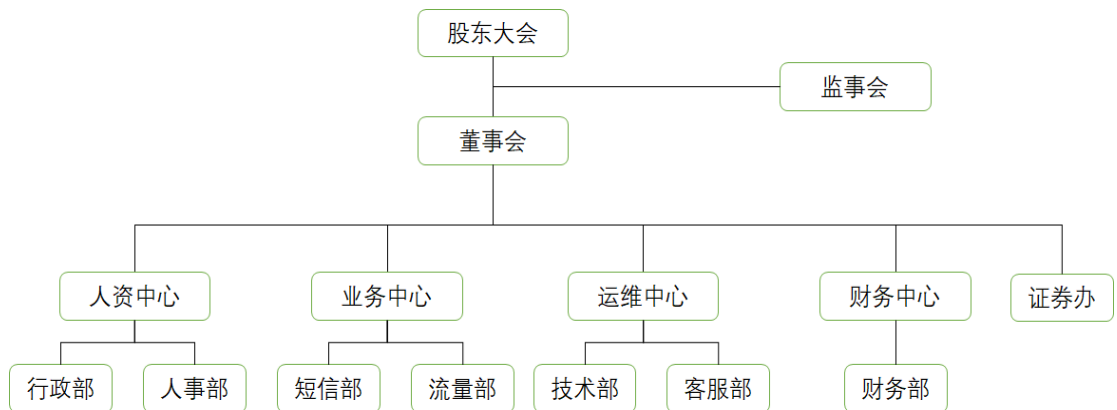 股东大会
监事会
董事会
人资中心
业务中心
运维中心
财务中心
证券办
行政部
人事部
短信部
流量部
技术部
客服部
财务部